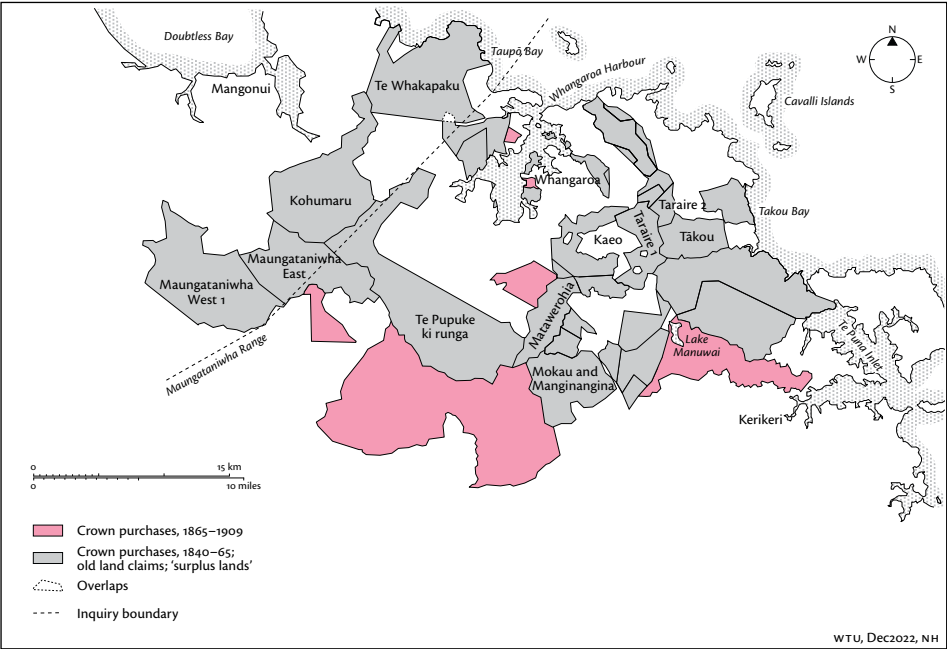 Doubtless Bay
Mangonui
Taupō Bay
Whangaroa Harbour
Te Whakapaku
Cavalli Islands
N
W
E
S
Whangaroa
Kohumaru
Taraire 2
Takou Bay
Taraire 1
Kaeo
Tākou
Maungataniwha
East
Maungataniwha
West 1
Matawerohia
Te Pupuke
ki runga
Te Puna Inlet
Lake
Manuwai
Maungataniwha Range
Mokau and
Manginangina
Kerikeri
0
15 km
0
10 miles
Crown purchases, 1865–1909
Crown purchases, 1840–65;
old land claims; ‘surplus lands’
Overlaps
Inquiry boundary
WTU, Dec2022, NH